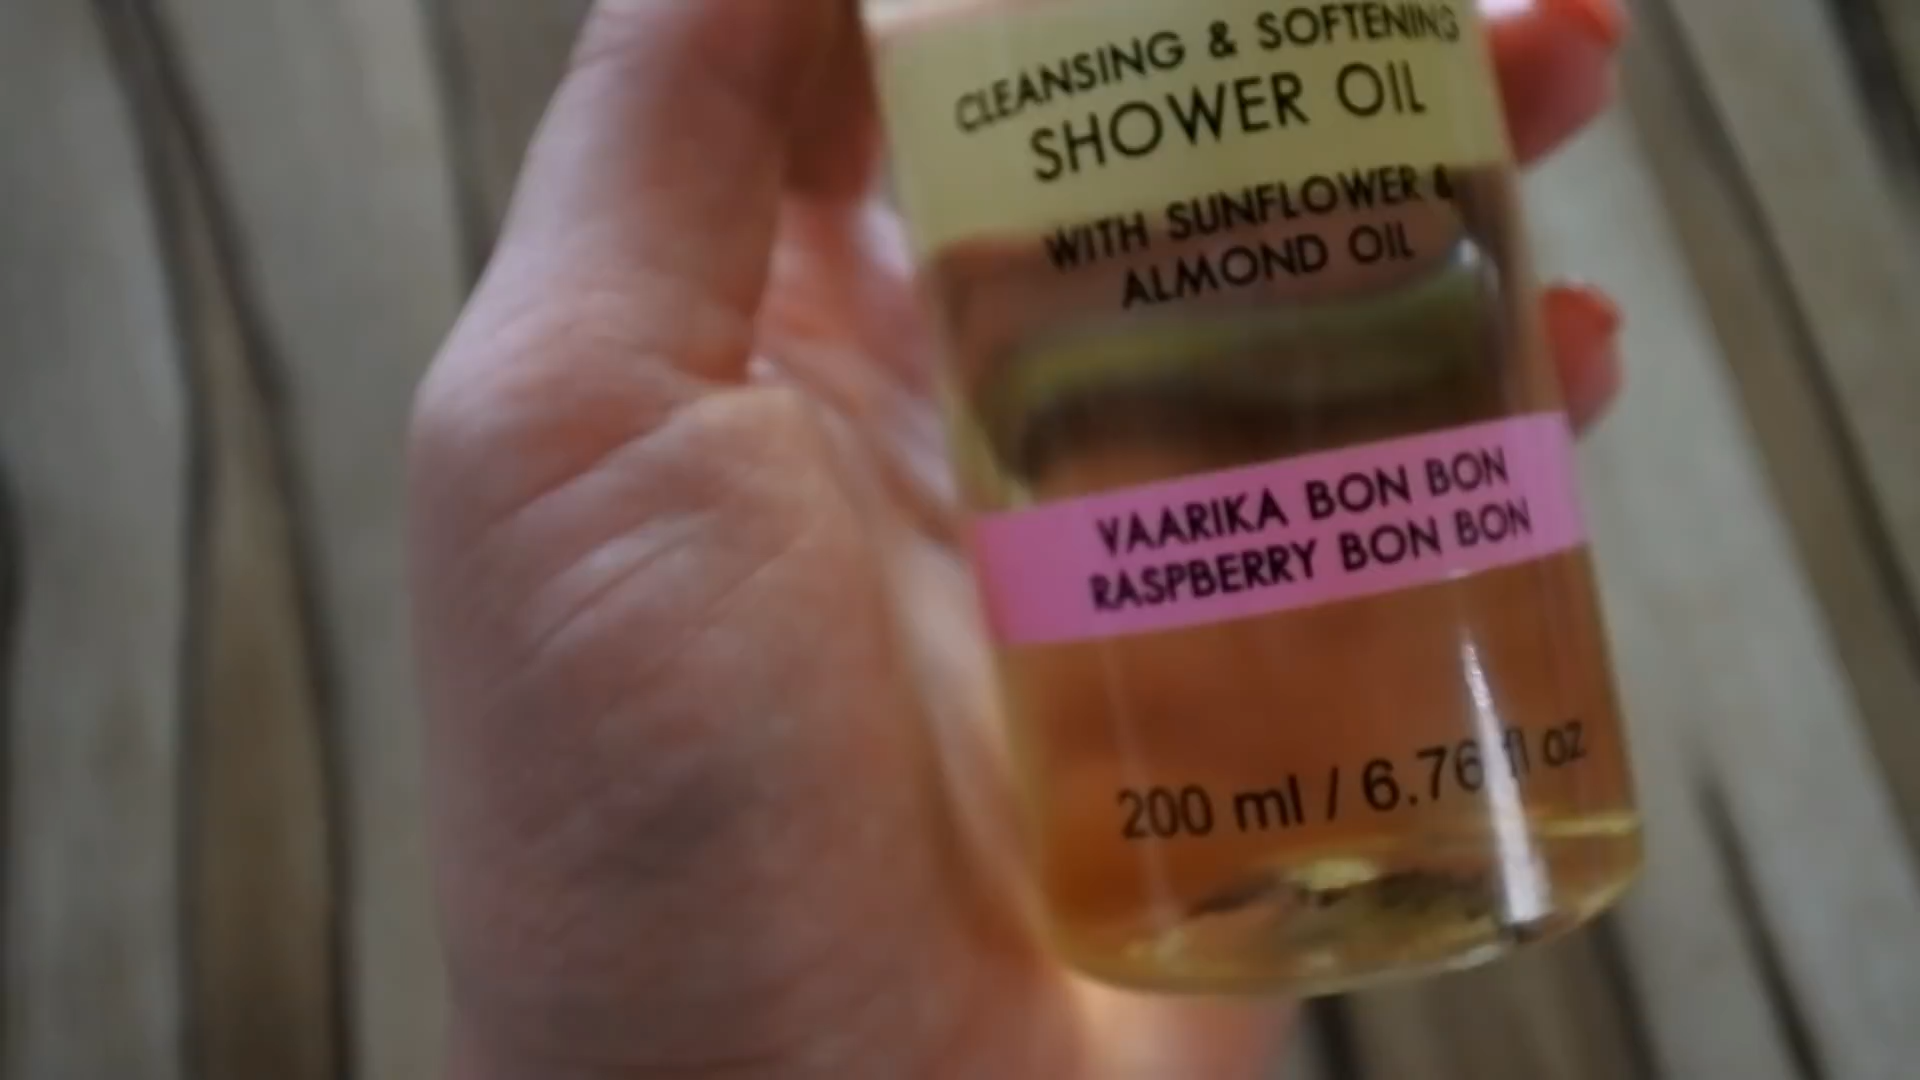 CLEANSING & SOFTENING
SHOWER OIL
WITH SUNFLOWER &
ALMOND OIL
VAARIKA BON BON
RASPBERRY BON BON
200 ml / 6.76 fl oz